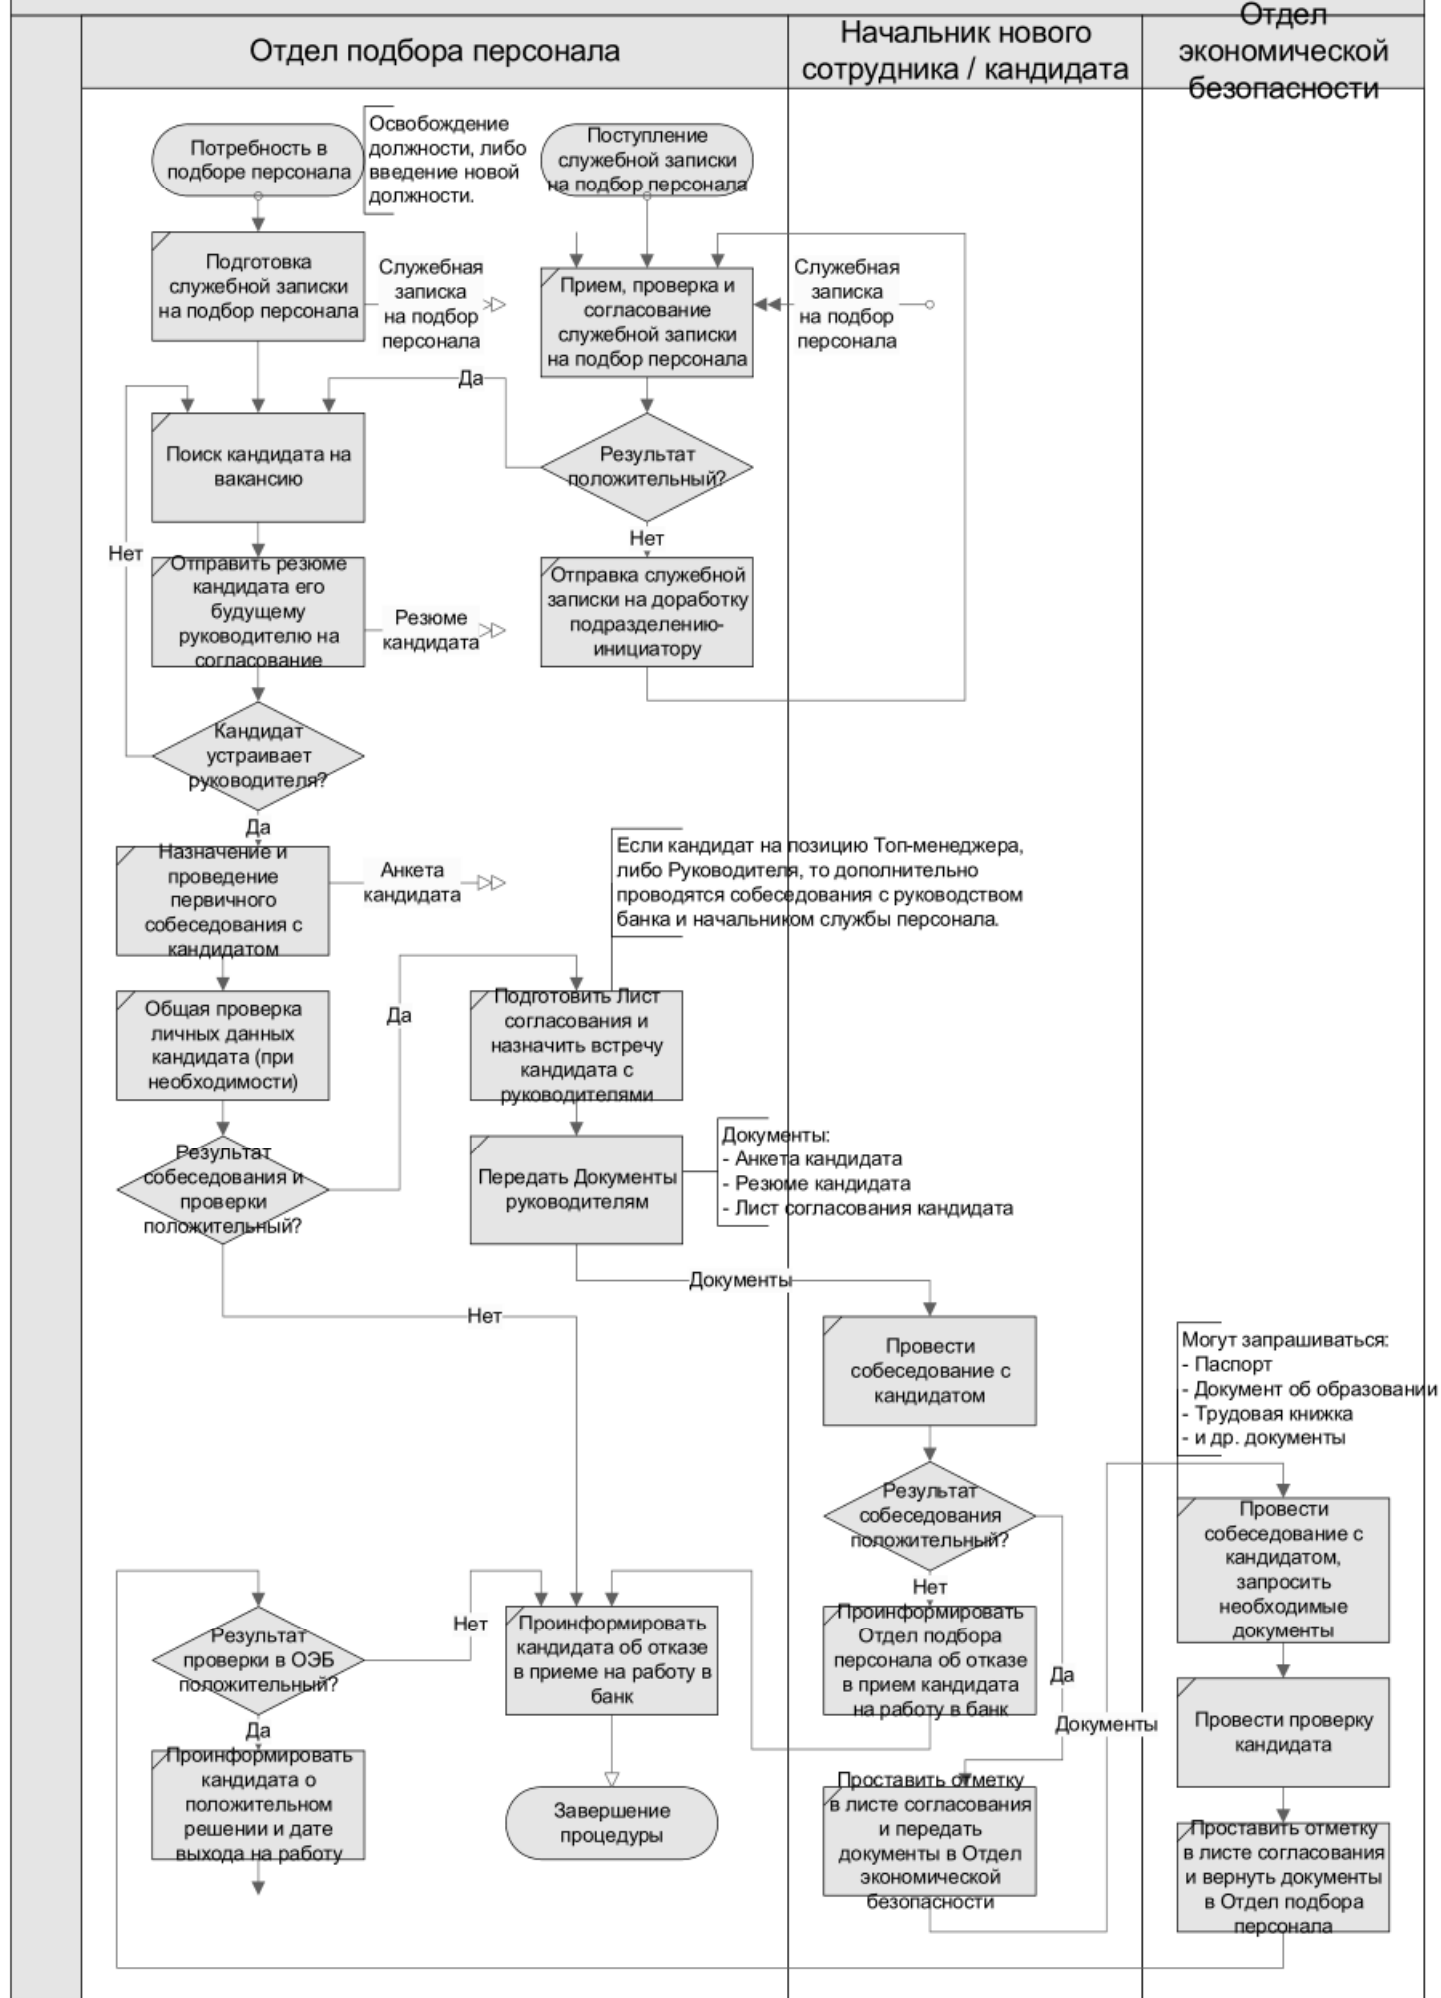 Отдел подбора персонала
Начальник нового
сотрудника / кандидата
Отдел
экономической
безопасности
Потребность в
подборе персонала
Освобождение
должности, либо
введение новой
должности.
Поступление
служебной записки
на подбор персонала
Подготовка
служебной записки
на подбор персонала
Служебная
записка
на подбор
персонала
Прием, проверка и
согласование
служебной записки
на подбор персонала
Служебная
записка
на подбор
персонала
Да
Поиск кандидата на
вакансию
Результат
положительный?
Нет
Нет
Отправить резюме
кандидата его
будущему
руководителю на
согласование
Резюме
кандидата
Отправка служебной
записки на доработку
подразделению-
инициатору
Кандидат
устраивает
руководителя?
Да
Назначение и
проведение
первичного
собеседования с
кандидатом
Анкета
кандидата
Если кандидат на позицию Топ-менеджера,
либо Руководителя, то дополнительно
проводятся собеседования с руководством
банка и начальником службы персонала.
Общая проверка
личных данных
кандидата (при
необходимости)
Да
Подготовить Лист
согласования и
назначить встречу
кандидата с
руководителями
Результат
собеседования и
проверки
положительный?
Передать Документы
руководителям
Документы:
- Анкета кандидата
- Резюме кандидата
- Лист согласования кандидата
Документы
Нет
Провести
собеседование с
кандидатом
Могут запрашиваться:
- Паспорт
- Документ об образовании
- Трудовая книжка
- и др. документы
Результат
собеседования
положительный?
Провести
собеседование с
кандидатом,
запросить
необходимые
документы
Нет
Результат
проверки в ОЭБ
положительный?
Нет
Проинформировать
кандидата об отказе
в приеме на работу в
банк
Проинформировать
Отдел подбора
персонала об отказе
в прием кандидата
на работу в банк
Да
Документы
Провести проверку
кандидата
Да
Проинформировать
кандидата о
положительном
решении и дате
выхода на работу
Завершение
процедуры
Проставить отметку
в листе согласования
и передать
документы в Отдел
экономической
безопасности
Проставить отметку
в листе согласования
и вернуть документы
в Отдел подбора
персонала